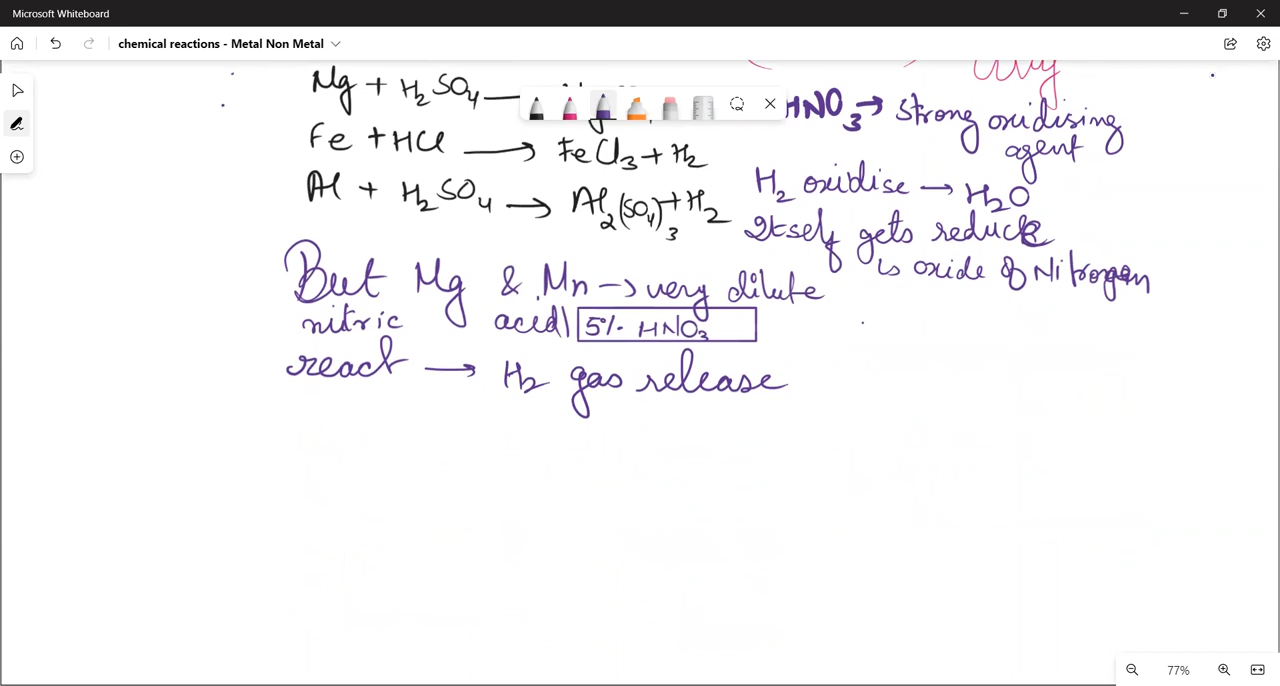 Microsoft Whiteboard
chemical reactions - Metal Non Metal
Mg + H2SO4 —
Fe + HCl → FeCl3 + H2
Al + H2SO4 → Al2(SO4)3 + H2
HNO3 → strong oxidising
agent
H2 oxidise → H2O
Itself gets reduce
is oxide of Nitrogen
But Mg & Mn → very dilute
nitric acid 5% HNO3
react → H2 gas release
77%